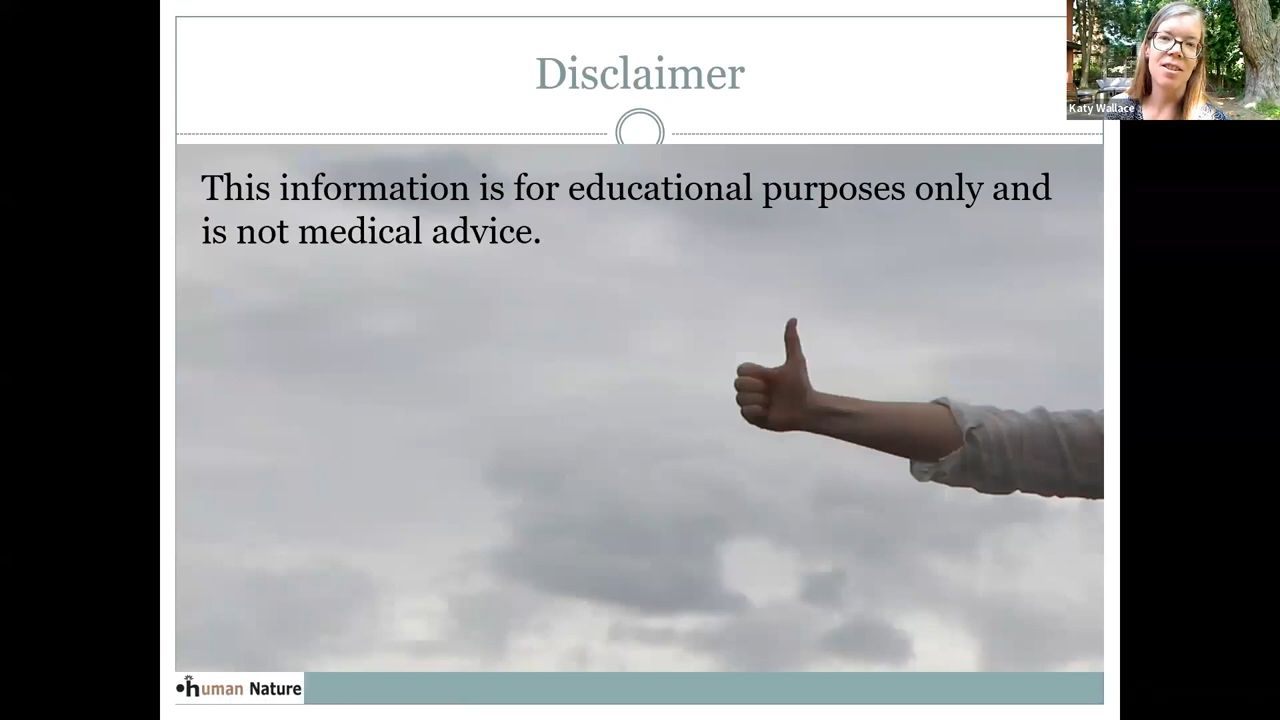 Disclaimer
Katy Wallace
This information is for educational purposes only and
is not medical advice.
human Nature